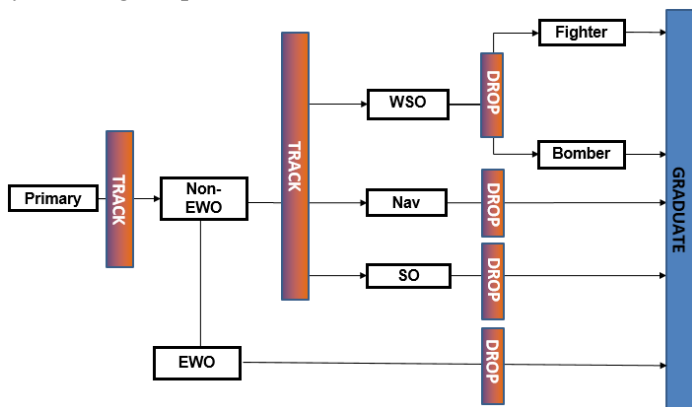 Fighter
DROP
WSO
TRACK
Bomber
TRACK
Non-
EWO
Primary
Nav
DROP
GRADUATE
SO
DROP
EWO
DROP